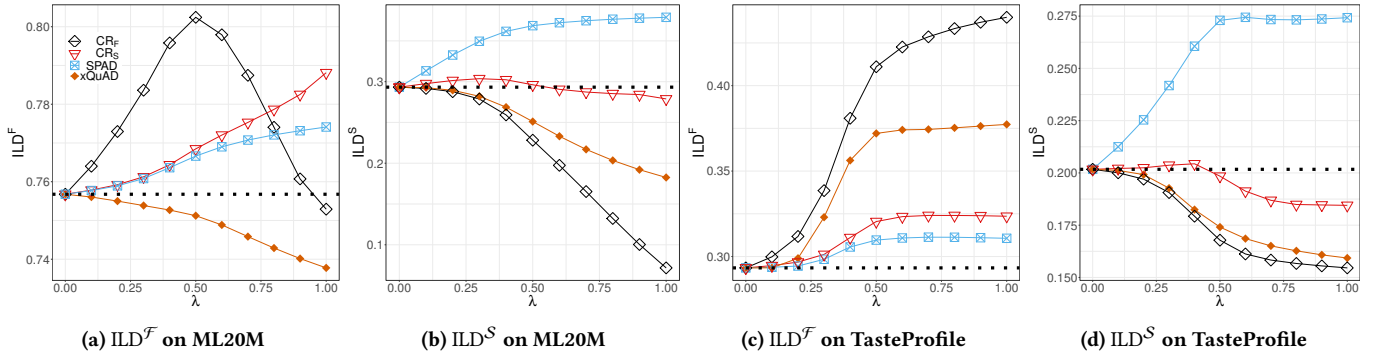 0.80
0.78
0.76
0.74
ILD^F
CR_F
CR_S
SPAD
xQuAD
0.00 0.25 0.50 0.75 1.00
λ
(a) ILD^ℱ on ML20M
0.3
0.2
0.1
ILD^S
0.00 0.25 0.50 0.75 1.00
λ
(b) ILD^𝒮 on ML20M
0.40
0.35
0.30
ILD^F
0.00 0.25 0.50 0.75 1.00
λ
(c) ILD^ℱ on TasteProfile
0.275
0.250
0.225
0.200
0.175
0.150
ILD^S
0.00 0.25 0.50 0.75 1.00
λ
(d) ILD^𝒮 on TasteProfile